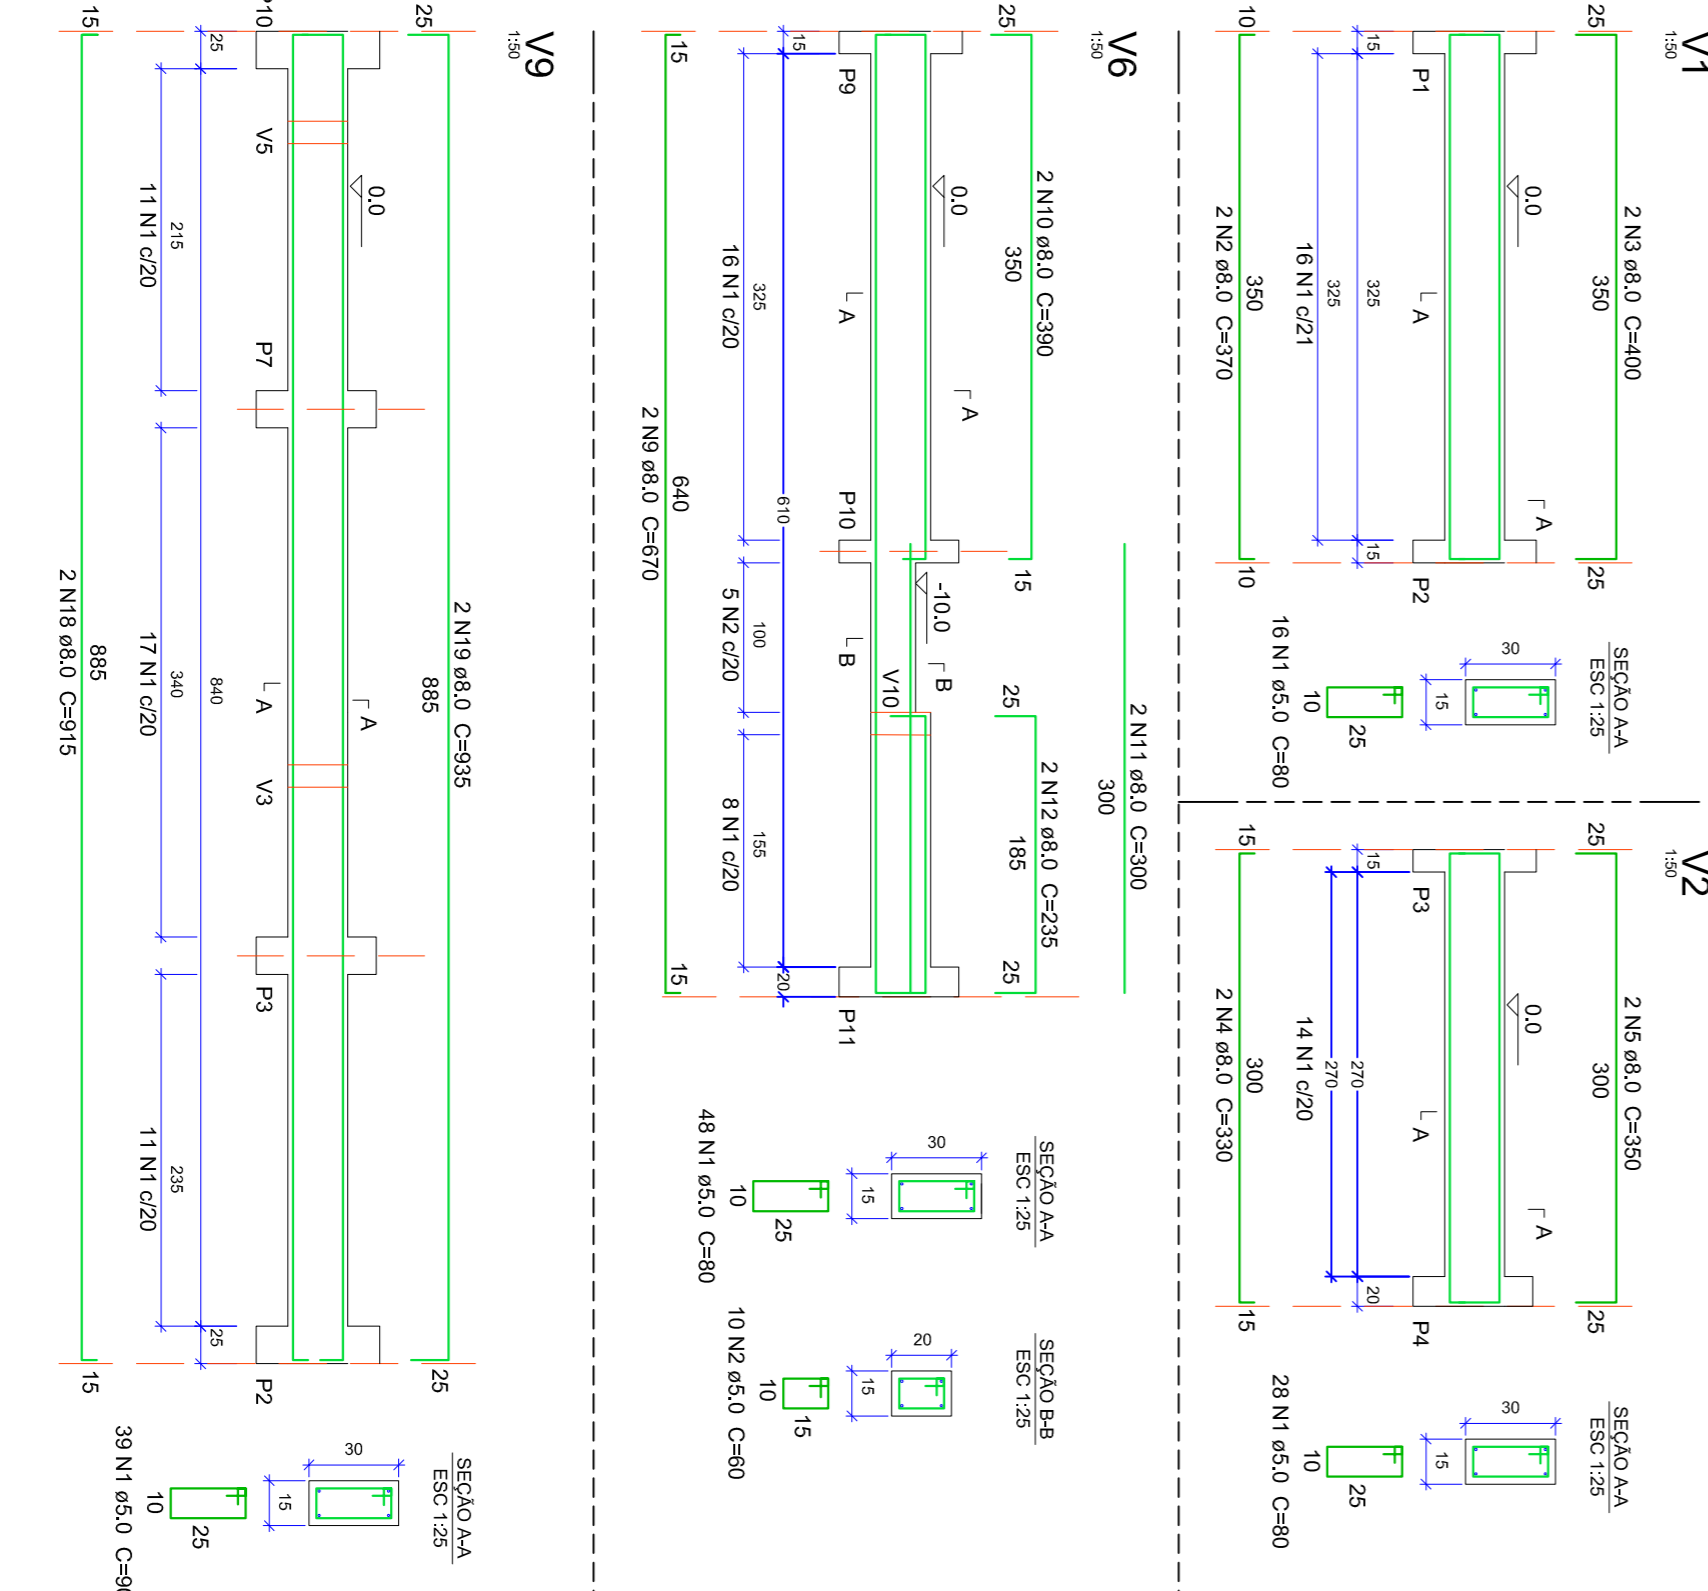 V1
1:50
2 N3 ø8.0 C=400
25
350
25
0.0
A
A
P1
P2
15
325
15
325
16 N1 c/21
10
350
10
2 N2 ø8.0 C=370
SEÇÃO A-A
ESC 1:25
30
15
25
10
16 N1 ø5.0 C=80
V2
1:50
2 N5 ø8.0 C=350
25
300
25
0.0
A
A
P3
P4
15
270
20
270
14 N1 c/20
15
300
15
2 N4 ø8.0 C=330
SEÇÃO A-A
ESC 1:25
30
15
25
10
28 N1 ø5.0 C=80
V6
1:50
2 N11 ø8.0 C=300
300
2 N10 ø8.0 C=390
25
350
15
2 N12 ø8.0 C=235
25
185
25
0.0
A
-10.0
B
V10
A
B
P9
P10
P11
15
610
20
325
100
155
16 N1 c/20
5 N2 c/20
8 N1 c/20
15
640
15
2 N9 ø8.0 C=670
SEÇÃO A-A
ESC 1:25
30
15
25
10
48 N1 ø5.0 C=80
SEÇÃO B-B
ESC 1:25
20
15
15
10
10 N2 ø5.0 C=60
V9
1:50
2 N19 ø8.0 C=935
25
885
25
0.0
A
A
V5
P7
V3
P3
P2
25
840
25
215
340
235
11 N1 c/20
17 N1 c/20
11 N1 c/20
15
885
15
2 N18 ø8.0 C=915
SEÇÃO A-A
ESC 1:25
30
15
25
10
39 N1 ø5.0